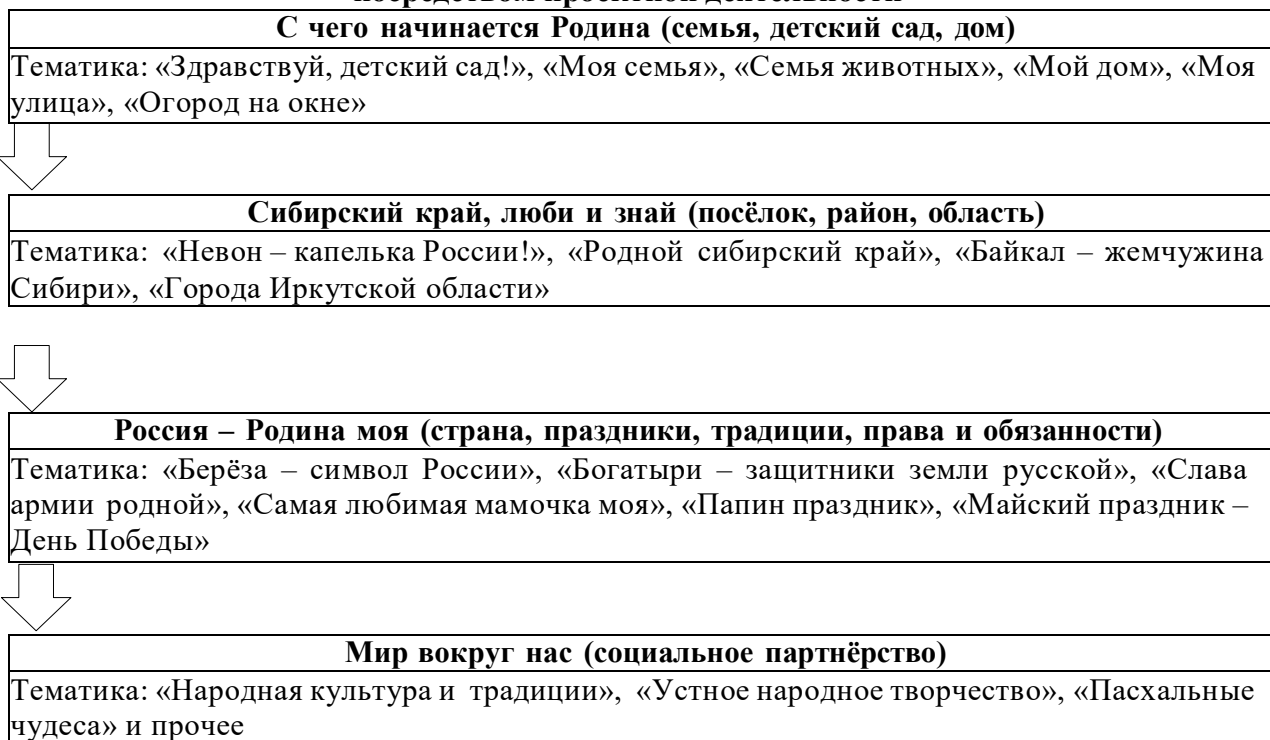 посредством проектной деятельности
С чего начинается Родина (семья, детский сад, дом)
Тематика: «Здравствуй, детский сад!», «Моя семья», «Семья животных», «Мой дом», «Моя
улица», «Огород на окне»
Сибирский край, люби и знай (посёлок, район, область)
Тематика: «Невон – капелька России!», «Родной сибирский край», «Байкал – жемчужина
Сибири», «Города Иркутской области»
Россия – Родина моя (страна, праздники, традиции, права и обязанности)
Тематика: «Берёза – символ России», «Богатыри – защитники земли русской», «Слава
армии родной», «Самая любимая мамочка моя», «Папин праздник», «Майский праздник –
День Победы»
Мир вокруг нас (социальное партнёрство)
Тематика: «Народная культура и традиции», «Устное народное творчество», «Пасхальные
чудеса» и прочее